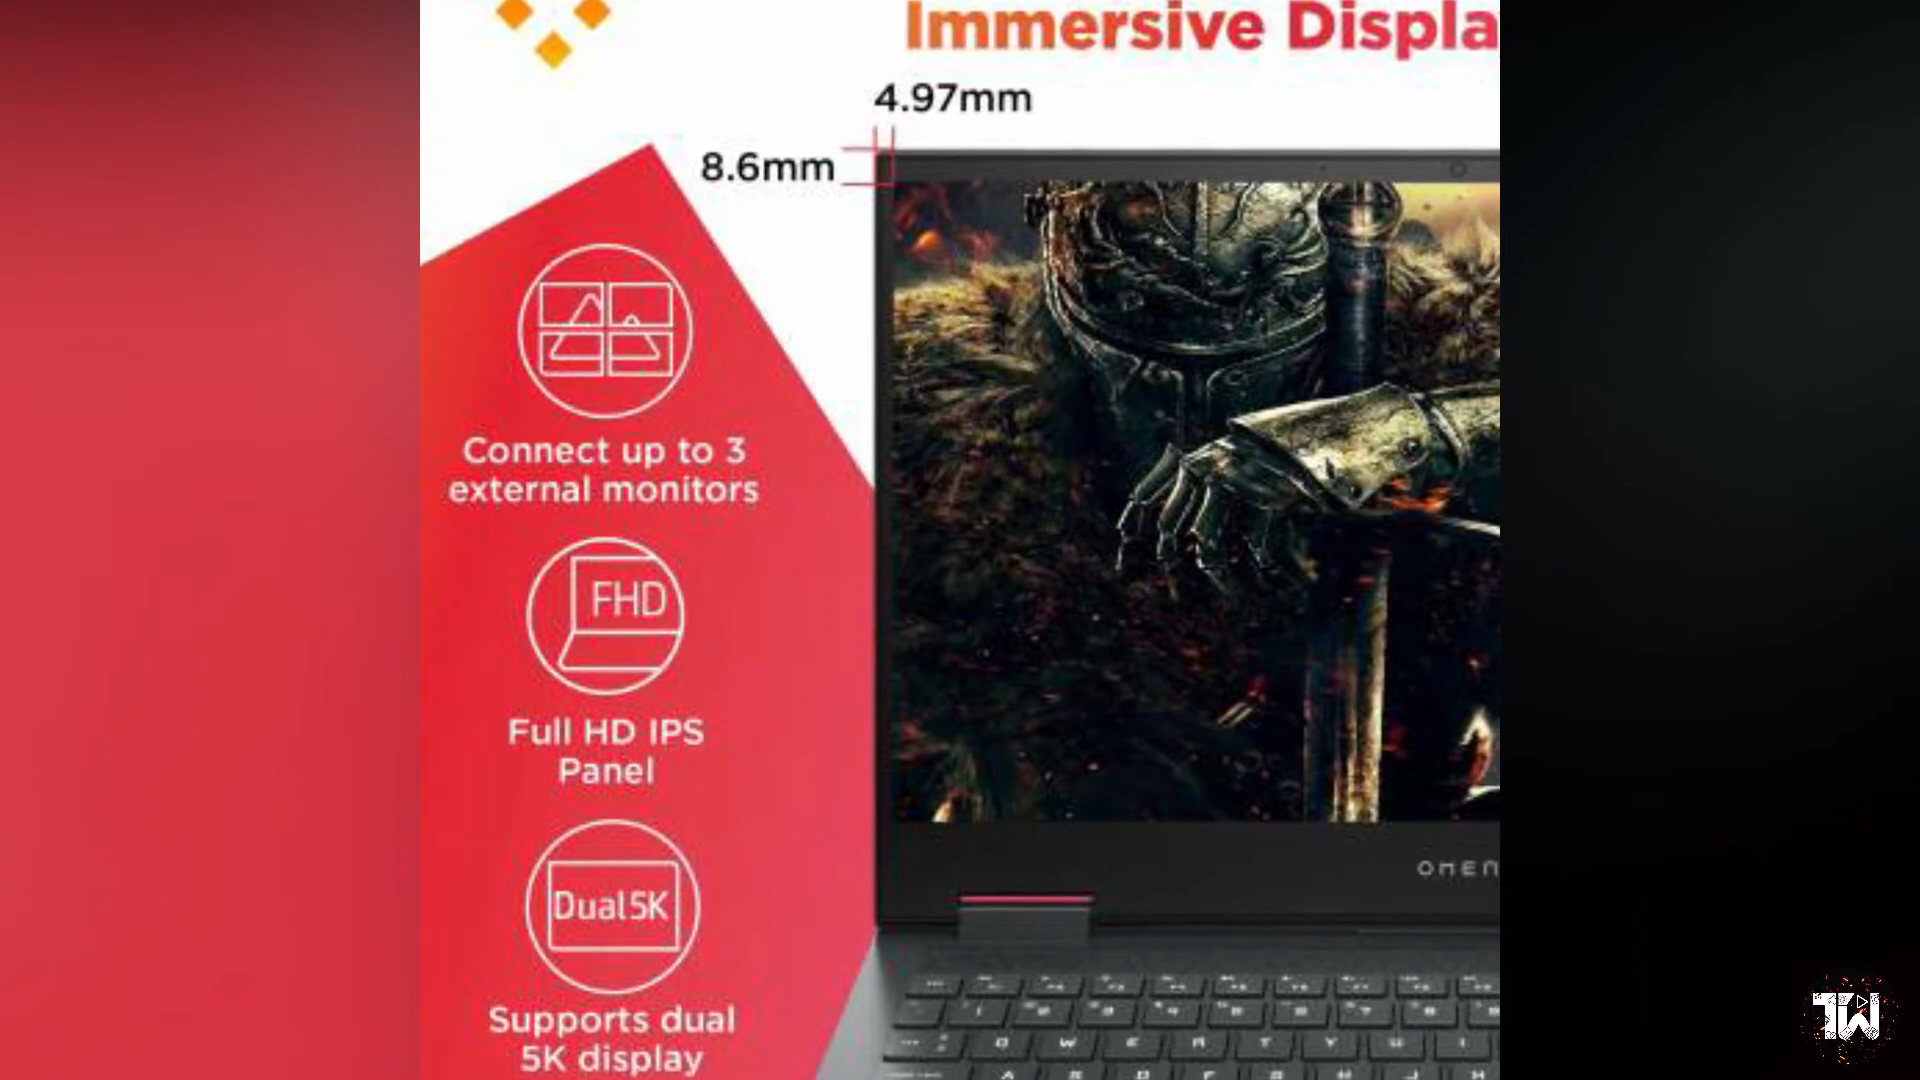 Immersive Displa
4.97mm
8.6mm
Connect up to 3
external monitors
FHD
Full HD IPS
Panel
Dual5K
Supports dual
5K display
OMEN
Q W E R T Y U I
TW